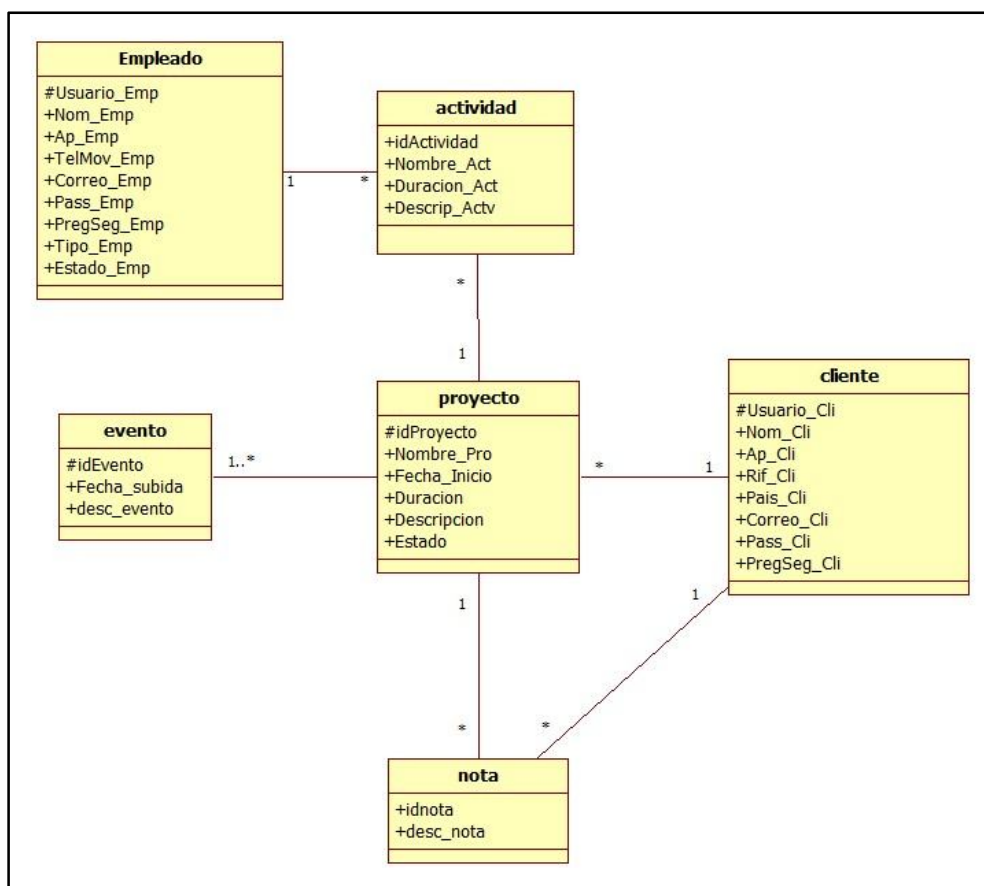 Empleado
#Usuario_Emp
+Nom_Emp
+Ap_Emp
+TelMov_Emp
+Correo_Emp
+Pass_Emp
+PregSeg_Emp
+Tipo_Emp
+Estado_Emp
1
*
actividad
+idActividad
+Nombre_Act
+Duracion_Act
+Descrip_Actv
*
1
evento
#idEvento
+Fecha_subida
+desc_evento
1..*
proyecto
#idProyecto
+Nombre_Pro
+Fecha_Inicio
+Duracion
+Descripcion
+Estado
*
1
cliente
#Usuario_Cli
+Nom_Cli
+Ap_Cli
+Rif_Cli
+Pais_Cli
+Correo_Cli
+Pass_Cli
+PregSeg_Cli
1
1
*
*
nota
+idnota
+desc_nota